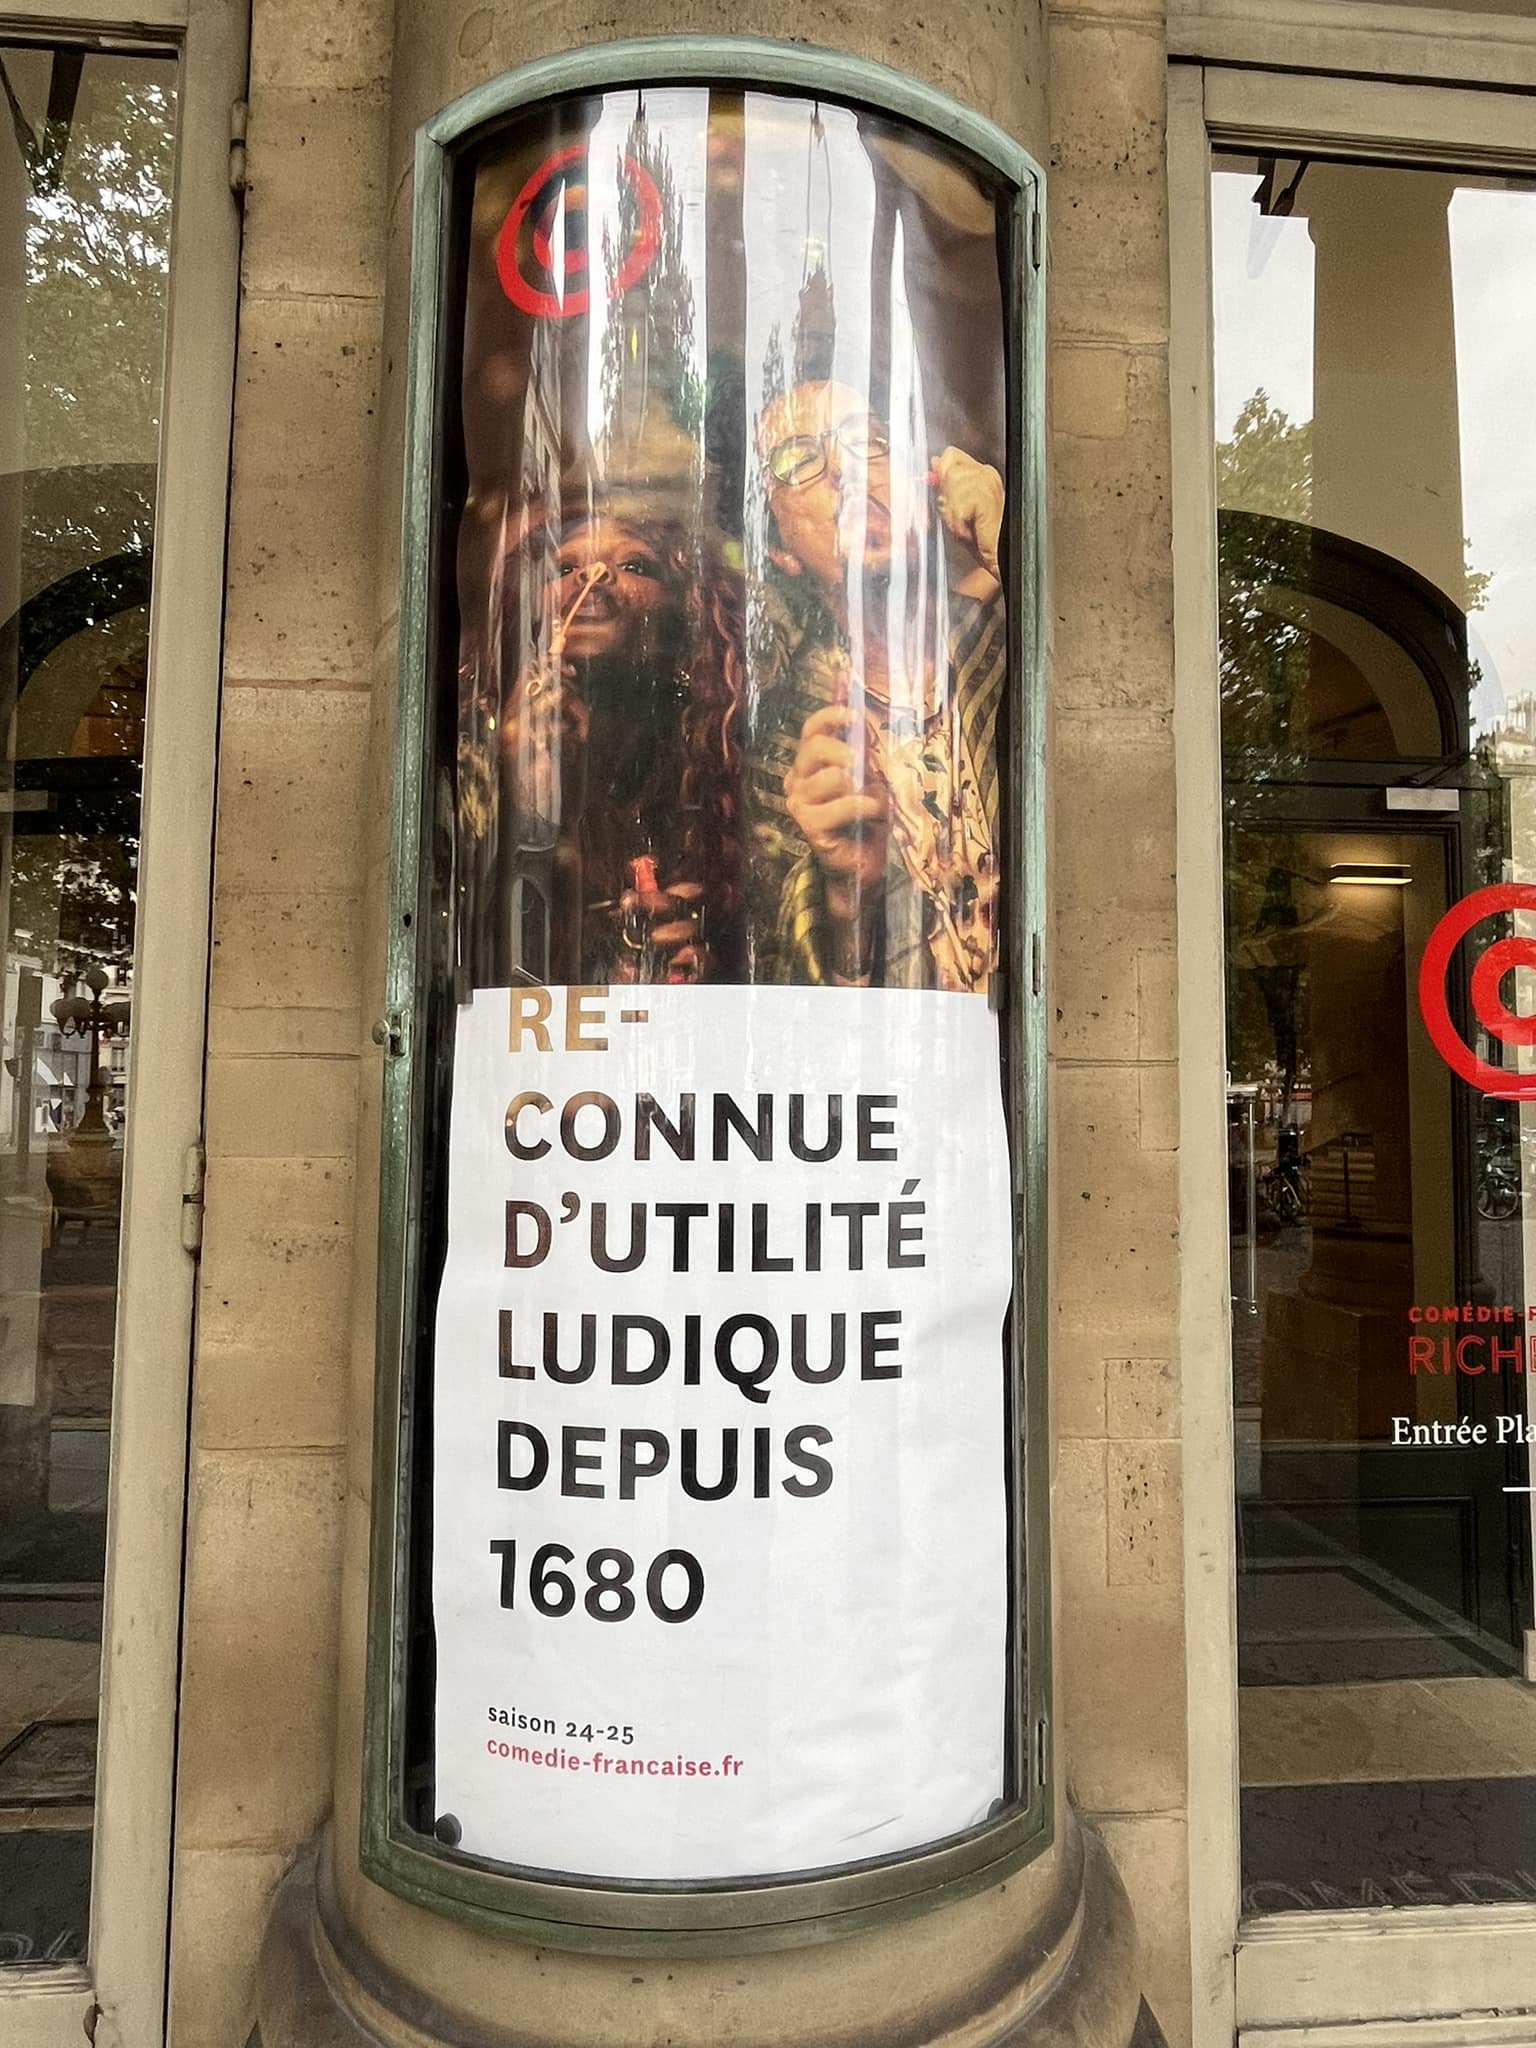 RE-
CONNUE
D'UTILITÉ
LUDIQUE
DEPUIS
1680
saison 24-25
comedie-francaise.fr
COMÉDIE-F
RICHE
Entrée Pla